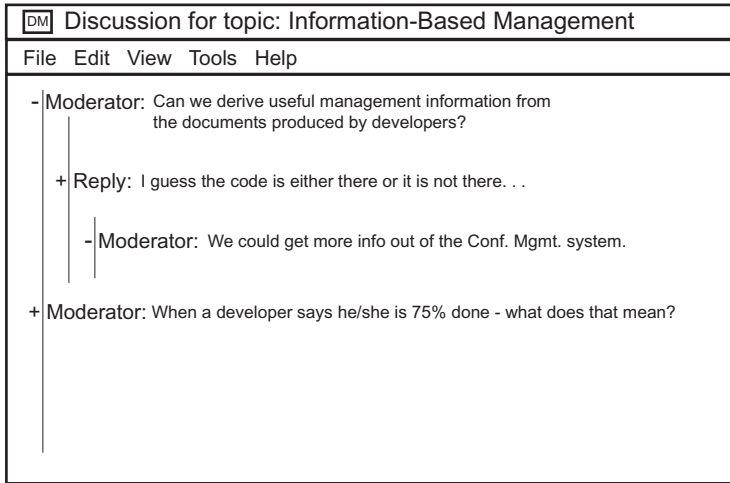 DM Discussion for topic: Information-Based Management
File Edit View Tools Help
- Moderator: Can we derive useful management information from
the documents produced by developers?
+ Reply: I guess the code is either there or it is not there. . .
- Moderator: We could get more info out of the Conf. Mgmt. system.
+ Moderator: When a developer says he/she is 75% done - what does that mean?